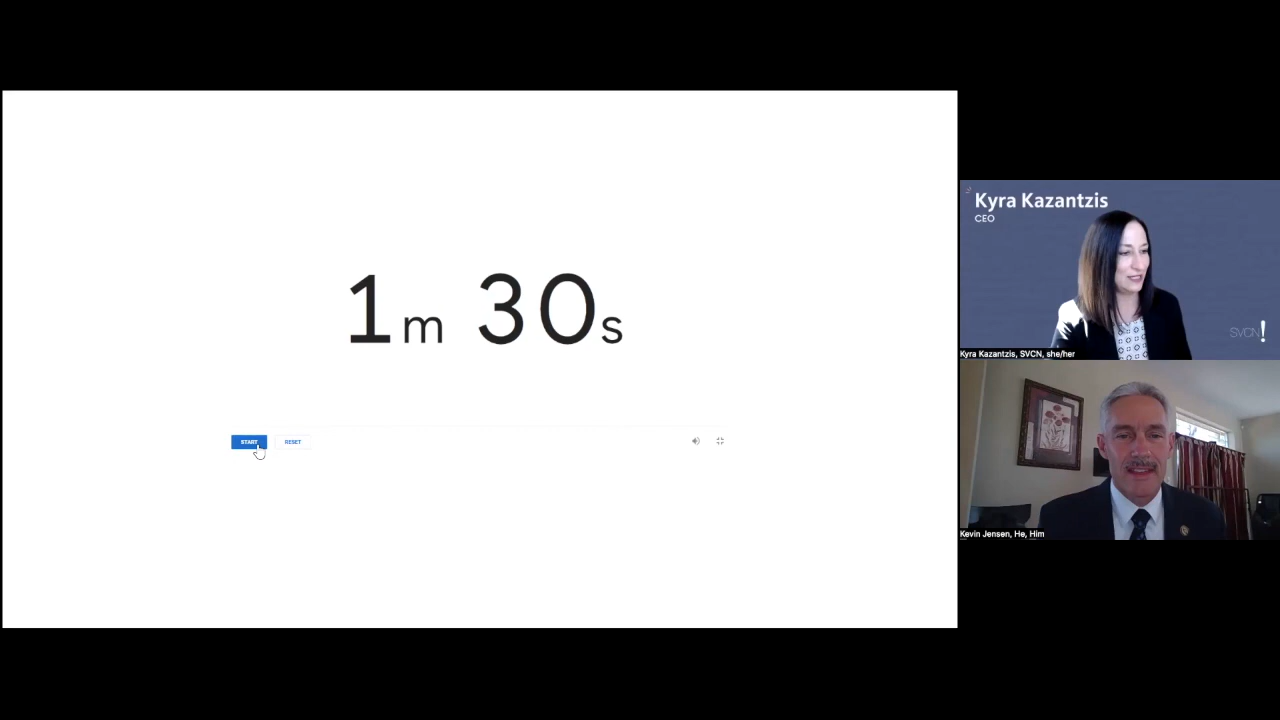 1m 30s
START RESET
Kyra Kazantzis
CEO
SVCN!
Kyra Kazantzis, SVCN, she/her
Kevin Jensen, He, Him